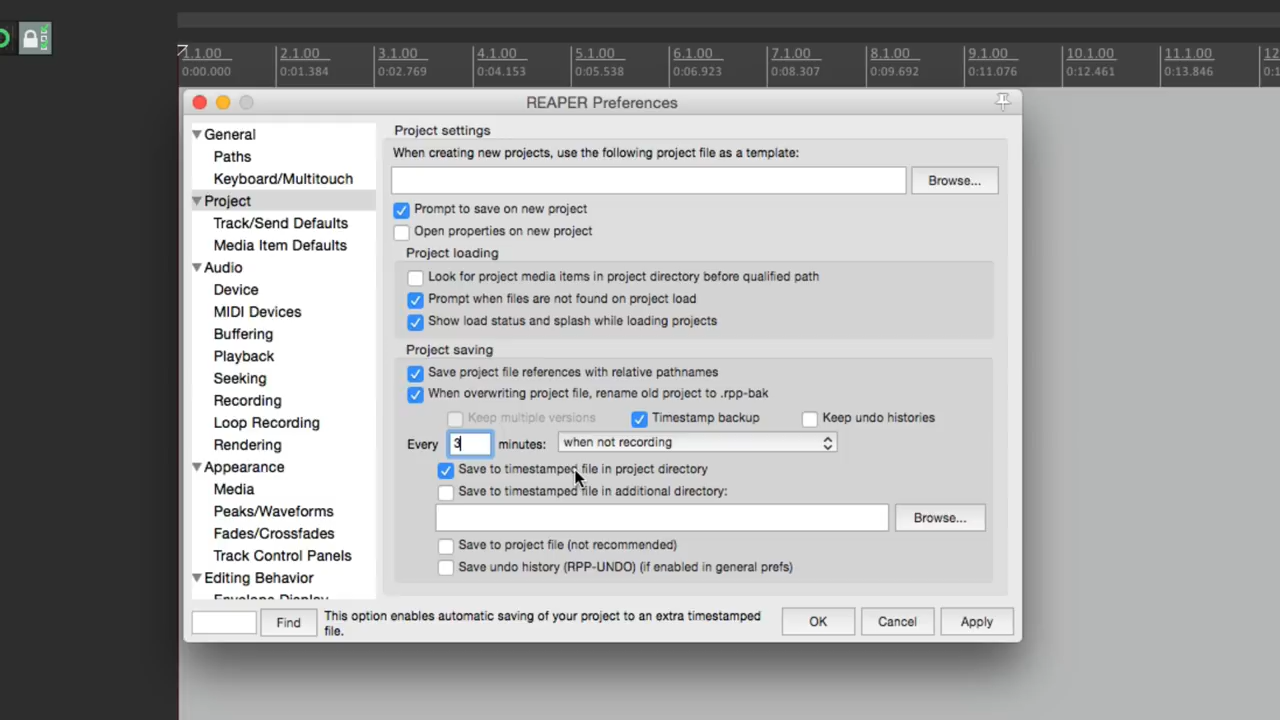 1.1.00 2.1.00 3.1.00 4.1.00 5.1.00 6.1.00 7.1.00 8.1.00 9.1.00 10.1.00 11.1.00
0:00.000 0:01.384 0:02.769 0:04.153 0:05.538 0:06.923 0:08.307 0:09.692 0:11.076 0:12.461 0:13.846
REAPER Preferences
General
Paths
Keyboard/Multitouch
Project
Track/Send Defaults
Media Item Defaults
Audio
Device
MIDI Devices
Buffering
Playback
Seeking
Recording
Loop Recording
Rendering
Appearance
Media
Peaks/Waveforms
Fades/Crossfades
Track Control Panels
Editing Behavior
Envelope Display
Project settings
When creating new projects, use the following project file as a template:
Browse...
Prompt to save on new project
Open properties on new project
Project loading
Look for project media items in project directory before qualified path
Prompt when files are not found on project load
Show load status and splash while loading projects
Project saving
Save project file references with relative pathnames
When overwriting project file, rename old project to .rpp-bak
Keep multiple versions Timestamp backup Keep undo histories
Every 3 minutes: when not recording
Save to timestamped file in project directory
Save to timestamped file in additional directory:
Browse...
Save to project file (not recommended)
Save undo history (RPP-UNDO) (if enabled in general prefs)
Find
This option enables automatic saving of your project to an extra timestamped
file.
OK Cancel Apply